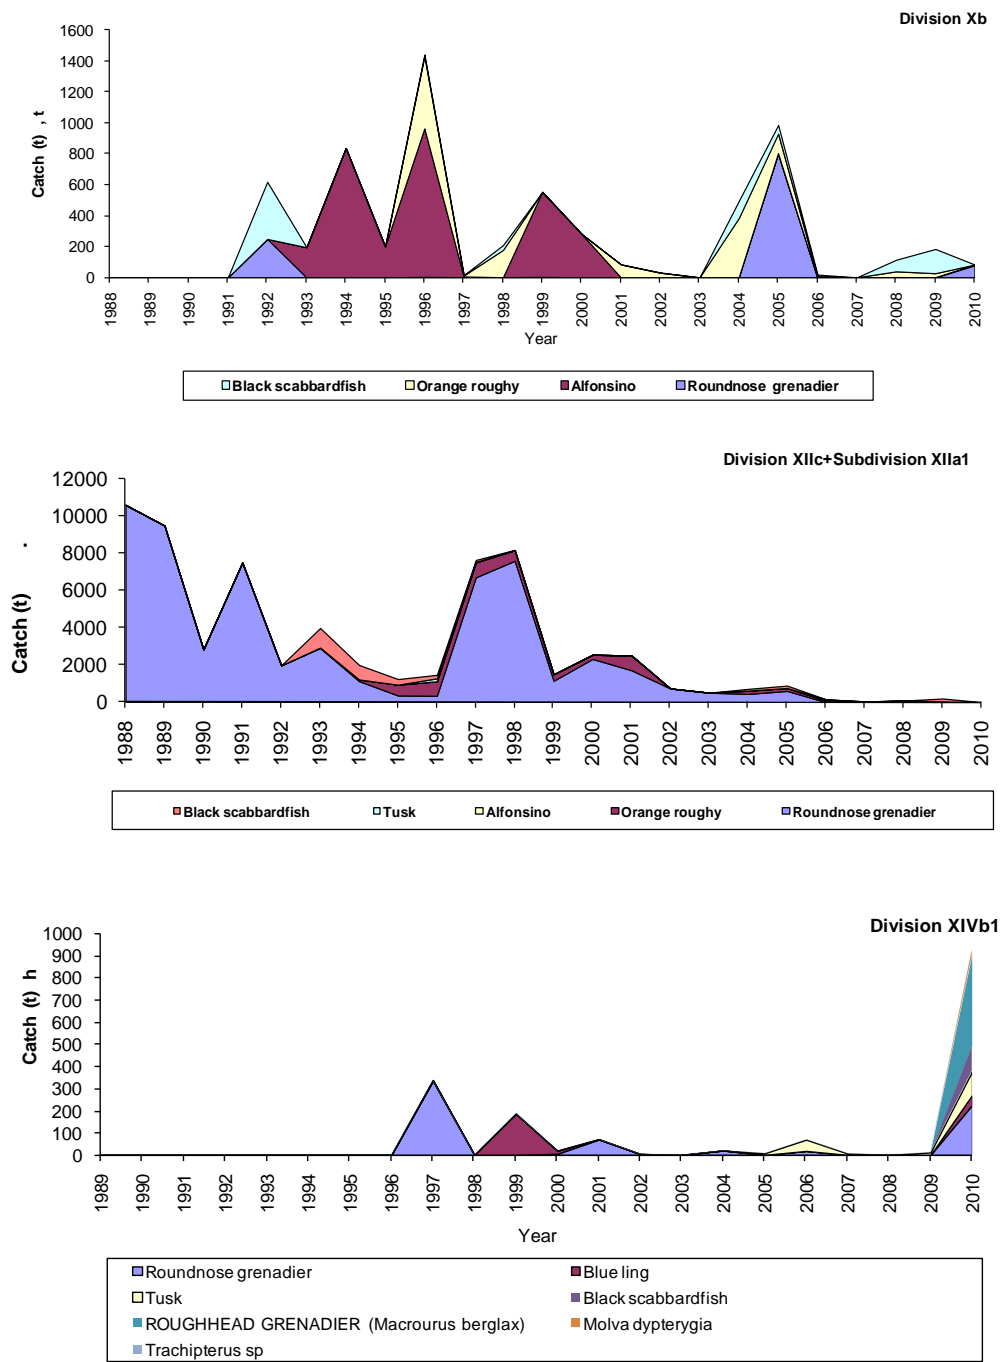 Division Xb
Catch (t) , t
1600
1400
1200
1000
800
600
400
200
0
1988 1989 1990 1991 1992 1993 1994 1995 1996 1997 1998 1999 2000 2001 2002 2003 2004 2005 2006 2007 2008 2009 2010
Year
Black scabbardfish Orange roughy Alfonsino Roundnose grenadier
Division XIIc+Subdivision XIIa1
Catch (t) .
12000
10000
8000
6000
4000
2000
0
1988 1989 1990 1991 1992 1993 1994 1995 1996 1997 1998 1999 2000 2001 2002 2003 2004 2005 2006 2007 2008 2009 2010
Black scabbardfish Tusk Alfonsino Orange roughy Roundnose grenadier
Division XIVb1
Catch (t) h
1000
900
800
700
600
500
400
300
200
100
0
1989 1990 1991 1992 1993 1994 1995 1996 1997 1998 1999 2000 2001 2002 2003 2004 2005 2006 2007 2008 2009 2010
Year
Roundnose grenadier Blue ling
Tusk Black scabbardfish
ROUGHHEAD GRENADIER (Macrourus berglax) Molva dypterygia
Trachipterus sp